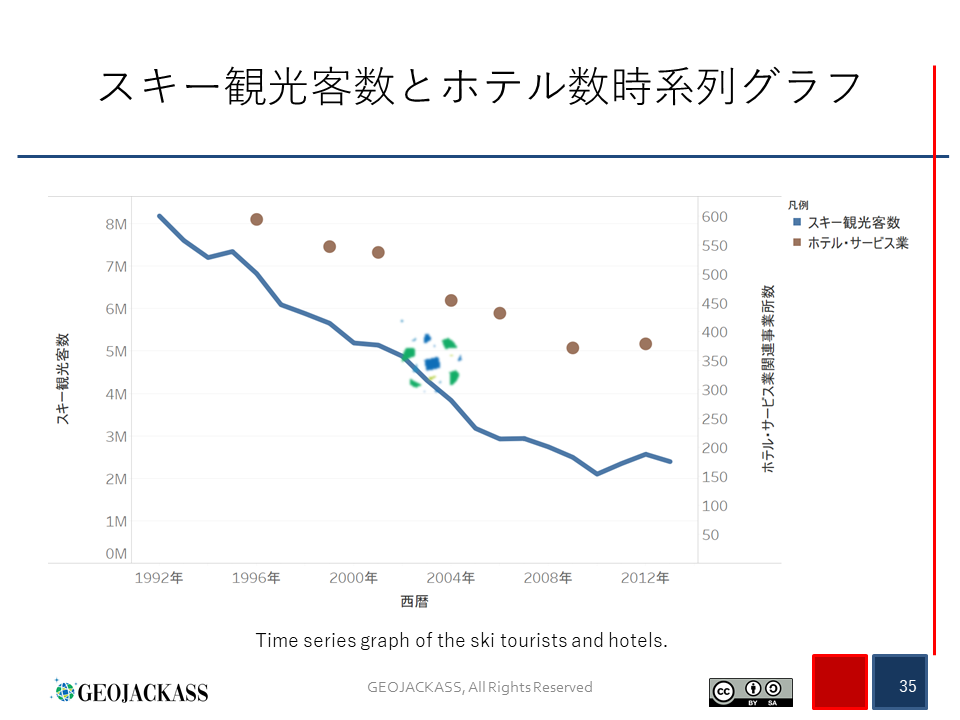 スキー観光客数とホテル数時系列グラフ
凡例
スキー観光客数
ホテル・サービス業
8M
7M
6M
5M
4M
3M
2M
1M
0M
スキー観光客数
600
550
500
450
400
350
300
250
200
150
100
50
ホテル・サービス業関連事業所数
1992年 1996年 2000年 2004年 2008年 2012年
西暦
Time series graph of the ski tourists and hotels.
GEOJACKASS
GEOJACKASS, All Rights Reserved
cc BY SA
35